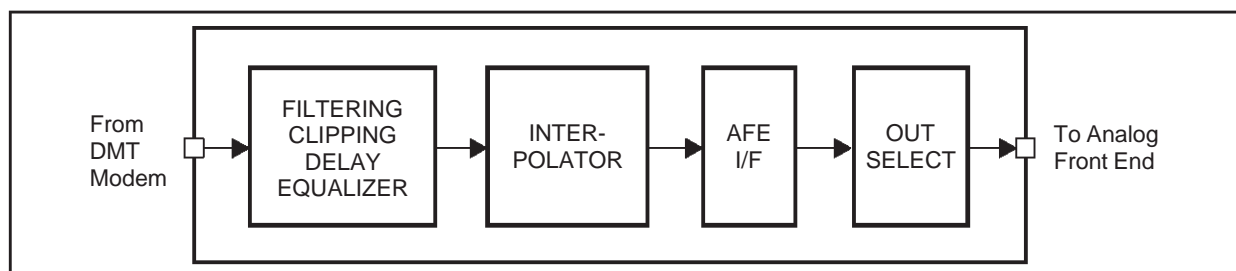 From
DMT
Modem
FILTERING
CLIPPING
DELAY
EQUALIZER
INTER-
POLATOR
AFE
I/F
OUT
SELECT
To Analog
Front End